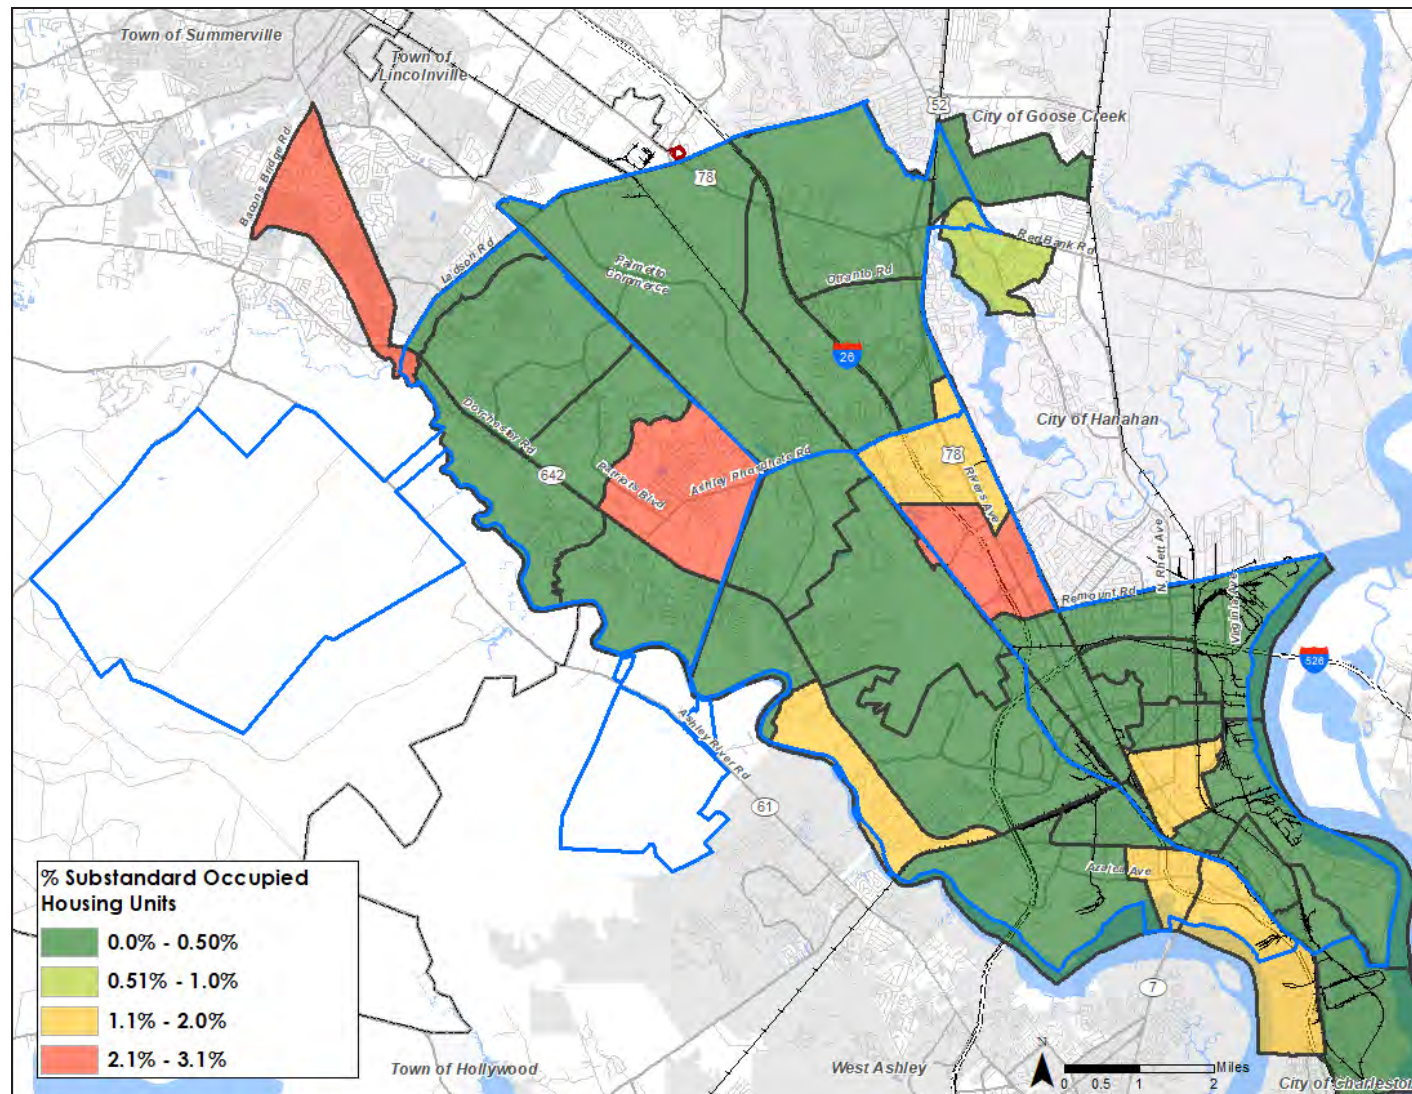 Town of Summerville
Town of
Lincolnville
52
City of Goose Creek
Bacons Bridge Rd
78
Ladson Rd
Red Bank Rd
Palmetto
Commerce
Otranto Rd
26
City of Hanahan
Dorchester Rd
78
642
Patriots Blvd
Ashley Phosphate Rd
Rivers Ave
N. Rhett Ave
Remount Rd
Virginia Ave
526
Ashley River Rd
61
Azalea Ave
7
% Substandard Occupied
Housing Units
0.0% - 0.50%
0.51% - 1.0%
1.1% - 2.0%
2.1% - 3.1%
Town of Hollywood
West Ashley
N
Miles
0 0.5 1 2
City of Charleston